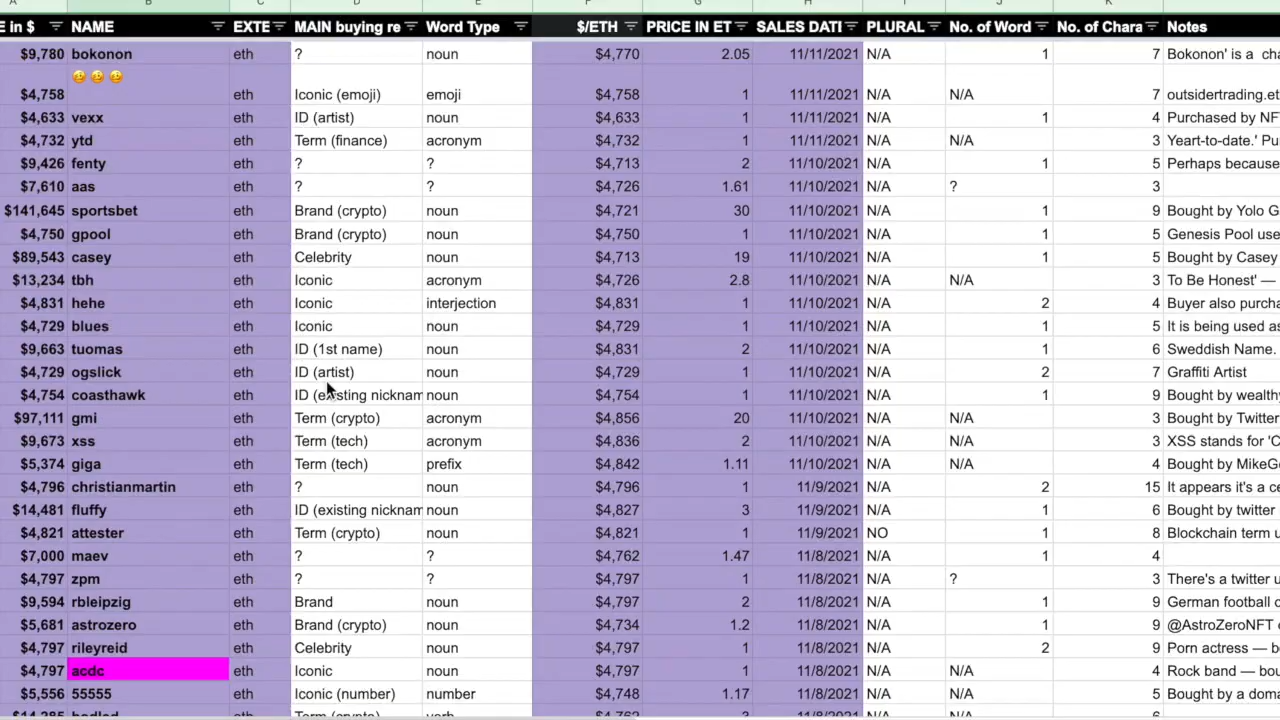 E in $ NAME EXTE MAIN buying re Word Type $/ETH PRICE IN ET SALES DATI PLURAL No. of Word No. of Chara Notes
$9,780 bokonon eth ? noun $4,770 2.05 11/11/2021 N/A 1 7 Bokonon' is a cha
$4,758 🥴🥴🥴 eth Iconic (emoji) emoji $4,758 1 11/11/2021 N/A N/A 7 outsidertrading.et
$4,633 vexx eth ID (artist) noun $4,633 1 11/11/2021 N/A 1 4 Purchased by NF
$4,732 ytd eth Term (finance) acronym $4,732 1 11/11/2021 N/A N/A 3 Yeart-to-date.' Pu
$9,426 fenty eth ? ? $4,713 2 11/10/2021 N/A 1 5 Perhaps because
$7,610 aas eth ? ? $4,726 1.61 11/10/2021 N/A ? 3
$141,645 sportsbet eth Brand (crypto) noun $4,721 30 11/10/2021 N/A 1 9 Bought by Yolo G
$4,750 gpool eth Brand (crypto) noun $4,750 1 11/10/2021 N/A 1 5 Genesis Pool use
$89,543 casey eth Celebrity noun $4,713 19 11/10/2021 N/A 1 5 Bought by Casey
$13,234 tbh eth Iconic acronym $4,726 2.8 11/10/2021 N/A N/A 3 To Be Honest' —
$4,831 hehe eth Iconic interjection $4,831 1 11/10/2021 N/A 2 4 Buyer also purcha
$4,729 blues eth Iconic noun $4,729 1 11/10/2021 N/A 1 5 It is being used as
$9,663 tuomas eth ID (1st name) noun $4,831 2 11/10/2021 N/A 1 6 Sweddish Name.
$4,729 ogslick eth ID (artist) noun $4,729 1 11/10/2021 N/A 2 7 Graffiti Artist
$4,754 coasthawk eth ID (existing nicknam noun $4,754 1 11/10/2021 N/A 1 9 Bought by wealthy
$97,111 gmi eth Term (crypto) acronym $4,856 20 11/10/2021 N/A N/A 3 Bought by Twitter
$9,673 xss eth Term (tech) acronym $4,836 2 11/10/2021 N/A N/A 3 XSS stands for 'C
$5,374 giga eth Term (tech) prefix $4,842 1.11 11/10/2021 N/A N/A 4 Bought by MikeGe
$4,796 christianmartin eth ? noun $4,796 1 11/9/2021 N/A 2 15 It appears it's a ce
$14,481 fluffy eth ID (existing nicknam noun $4,827 3 11/9/2021 N/A 1 6 Bought by twitter
$4,821 attester eth Term (crypto) noun $4,821 1 11/9/2021 NO 1 8 Blockchain term u
$7,000 maev eth ? ? $4,762 1.47 11/8/2021 N/A 1 4
$4,797 zpm eth ? ? $4,797 1 11/8/2021 N/A ? 3 There's a twitter u
$9,594 rbleipzig eth Brand noun $4,797 2 11/8/2021 N/A 1 9 German football c
$5,681 astrozero eth Brand (crypto) noun $4,734 1.2 11/8/2021 N/A 1 9 @AstroZeroNFT c
$4,797 rileyreid eth Celebrity noun $4,797 1 11/8/2021 N/A 2 9 Porn actress — b
$4,797 acdc eth Iconic noun $4,797 1 11/8/2021 N/A N/A 4 Rock band — bou
$5,556 55555 eth Iconic (number) number $4,748 1.17 11/8/2021 N/A N/A 5 Bought by a doma